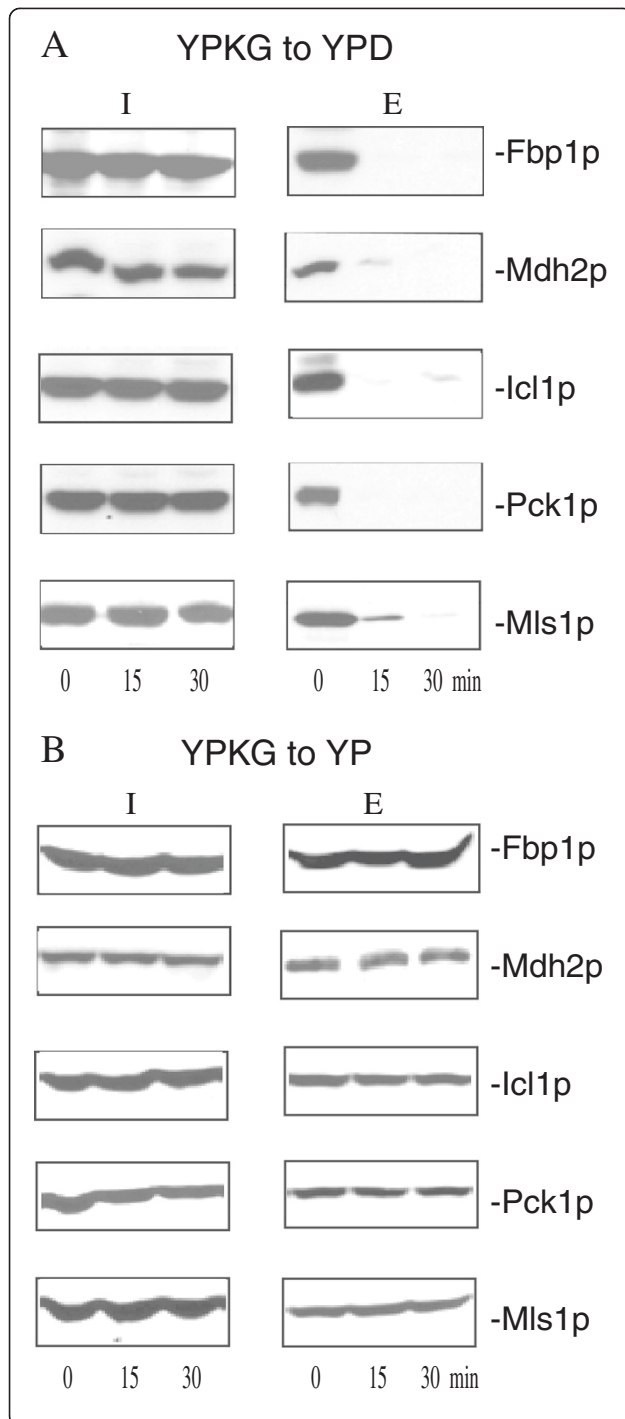 A YPKG to YPD
I E
-Fbp1p
-Mdh2p
-Icl1p
-Pck1p
-Mls1p
0 15 30 0 15 30 min
B YPKG to YP
I E
-Fbp1p
-Mdh2p
-Icl1p
-Pck1p
-Mls1p
0 15 30 0 15 30 min